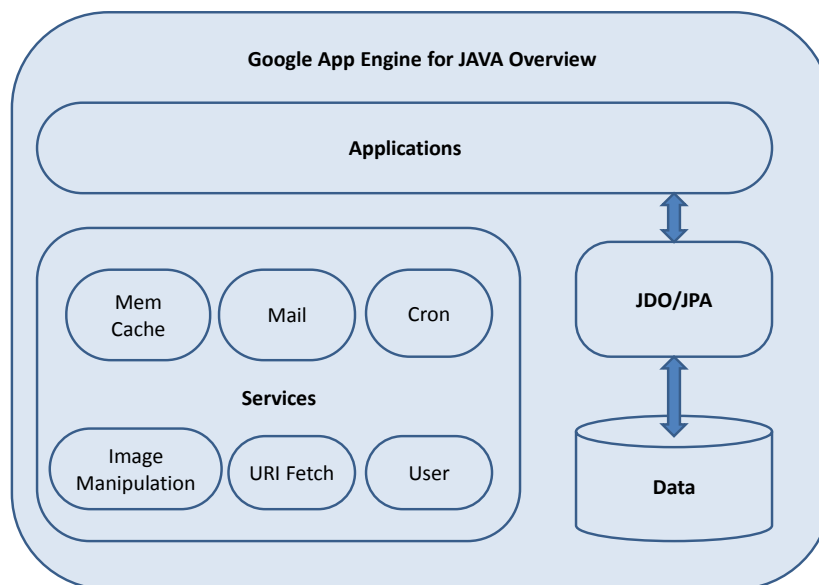 Google App Engine for JAVA Overview
Applications
Mem
Cache
Mail
Cron
JDO/JPA
Services
Image
Manipulation
URI Fetch
User
Data